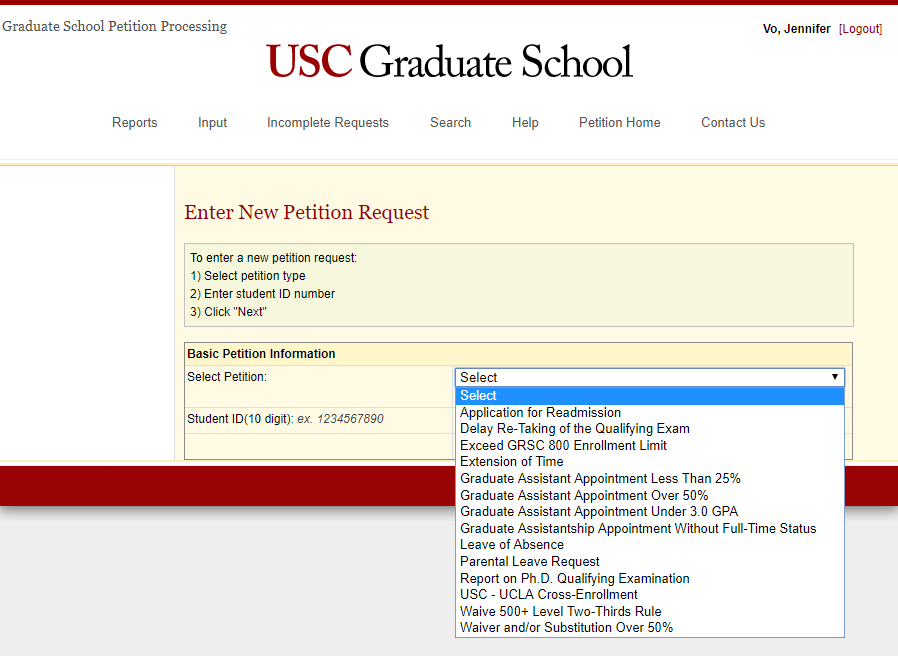 Graduate School Petition Processing
Vo, Jennifer [Logout]
USC Graduate School
Reports Input Incomplete Requests Search Help Petition Home Contact Us
Enter New Petition Request
To enter a new petition request:
1) Select petition type
2) Enter student ID number
3) Click "Next"
Basic Petition Information
Select Petition: Select
Select
Application for Readmission
Student ID(10 digit): ex. 1234567890
Delay Re-Taking of the Qualifying Exam
Exceed GRSC 800 Enrollment Limit
Extension of Time
Graduate Assistant Appointment Less Than 25%
Graduate Assistant Appointment Over 50%
Graduate Assistant Appointment Under 3.0 GPA
Graduate Assistantship Appointment Without Full-Time Status
Leave of Absence
Parental Leave Request
Report on Ph.D. Qualifying Examination
USC - UCLA Cross-Enrollment
Waive 500+ Level Two-Thirds Rule
Waiver and/or Substitution Over 50%